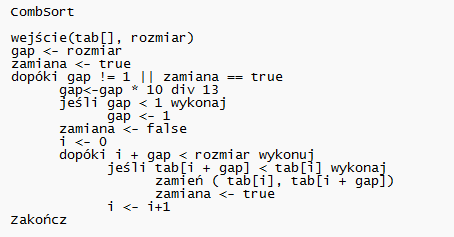 CombSort
wejście(tab[], rozmiar)
gap <- rozmiar
zamiana <- true
dopóki gap != 1 || zamiana == true
gap<-gap * 10 div 13
jeśli gap < 1 wykonaj
gap <- 1
zamiana <- false
i <- 0
dopóki i + gap < rozmiar wykonuj
jeśli tab[i + gap] < tab[i] wykonaj
zamień ( tab[i], tab[i + gap])
zamiana <- true
i <- i+1
Zakończ